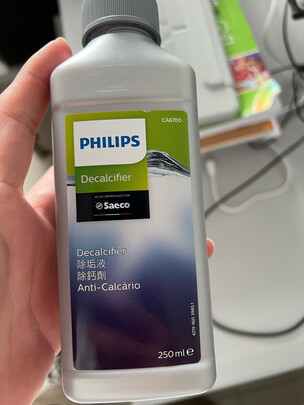 CA6700
PHILIPS
Decalcifier
ALSO APPROVED FOR
Saeco
Decalcifier
除垢液
除鈣劑
Anti-Calcário
250 ml e